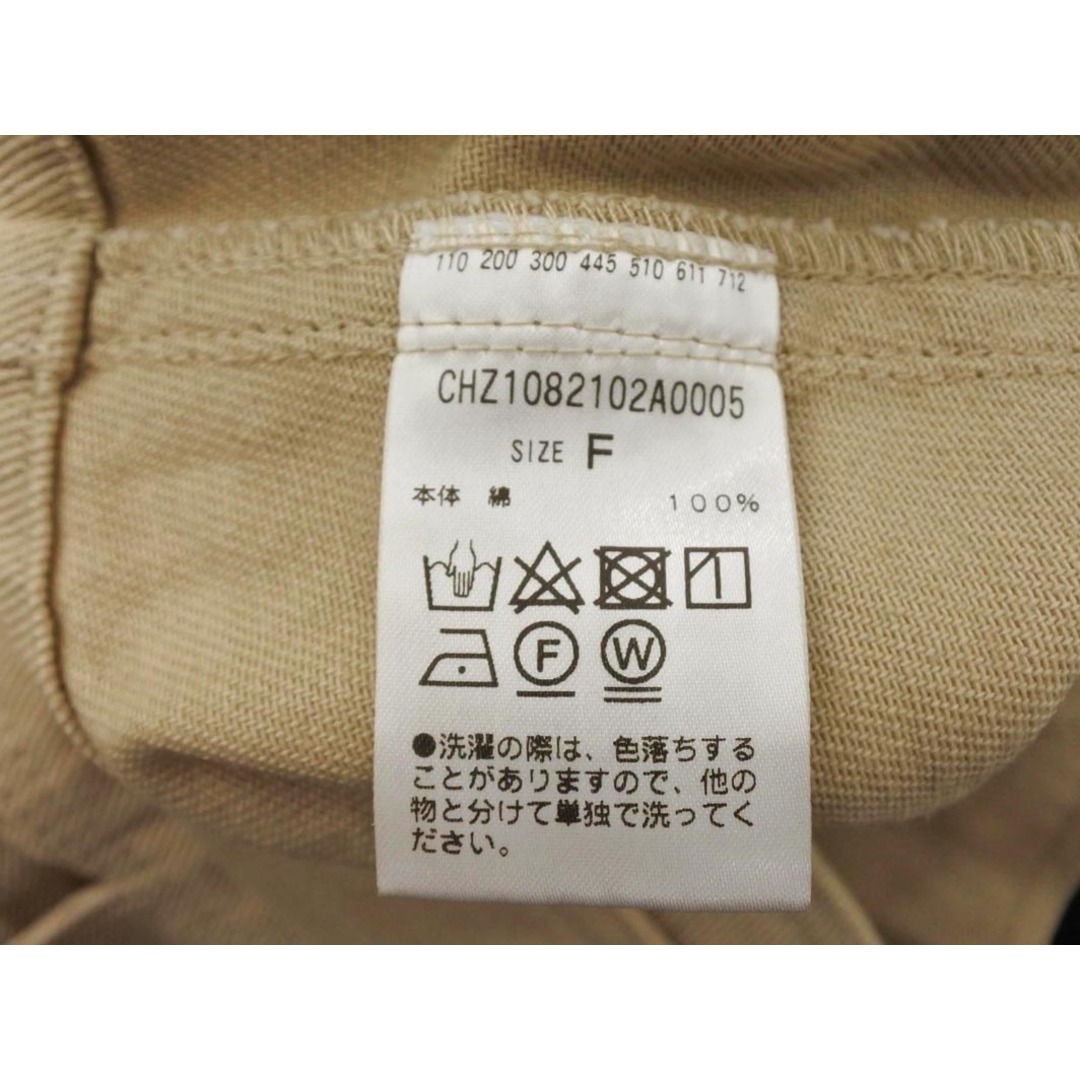 110 200 300 445 510 611 712
CHZ1082102A0005
SIZE F
本体 綿 100%
F W
●洗濯の際は、色落ちする
ことがありますので、他の
物と分けて単独で洗ってく
ださい。